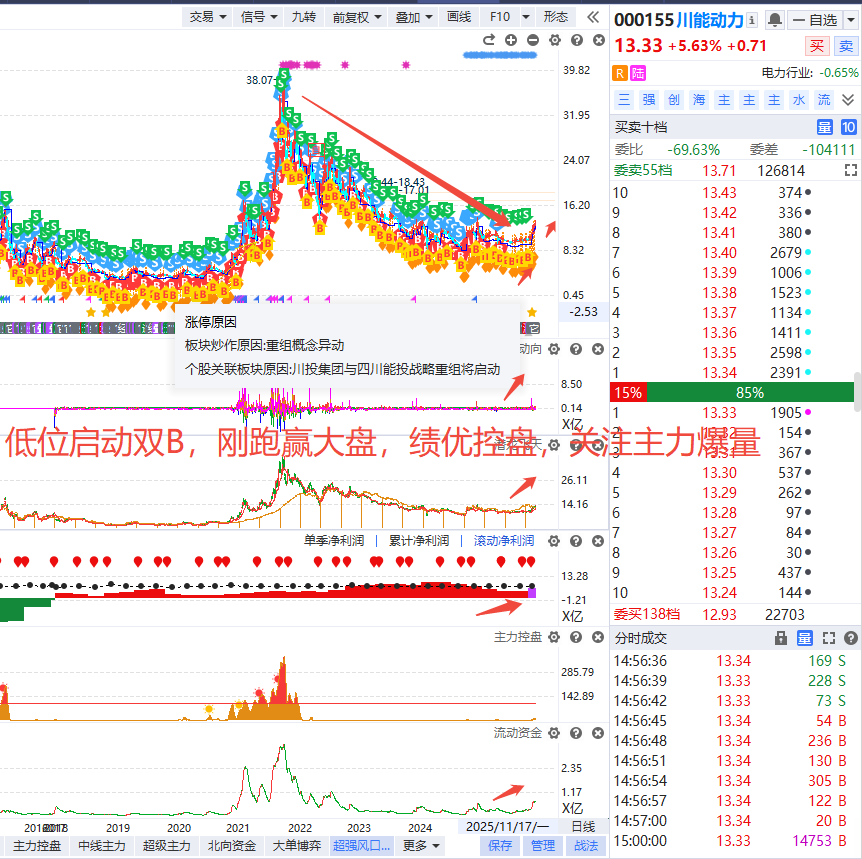 交易 信号 九转 前复权 叠加 画线 F10 形态
38.07
39.82
31.95
24.07
16.20
8.32
0.45
-2.53
44-18.43
-17.01
涨停原因
板块炒作原因:重组概念异动
个股关联板块原因:川投集团与四川能投战略重组将启动
动向
8.50
0.14
X亿
低位启动双B，刚跑赢大盘，绩优控盘，关注主力爆量
26.11
14.16
单季净利润 | 累计净利润 | 滚动净利润
13.28
-1.21
X亿
主力控盘
285.79
142.89
流动资金
2.35
1.17
X亿
2018 2019 2020 2021 2022 2023 2024 2025/11/17/一 日线
主力控盘 中线主力 超级主力 北向资金 大单博弈 超强风口... 更多 保存 管理 战法
000155 川能动力 自选
13.33 +5.63% +0.71 买 卖
R 陆 电力行业: -0.65%
三 强 创 海 主 主 主 水 流
买卖十档 量 10
委比 -69.63% 委差 -104111
委卖55档 13.71 126814
10 13.43 374
9 13.42 336
8 13.41 380
7 13.40 2679
6 13.39 1006
5 13.38 1523
4 13.37 1134
3 13.36 1411
2 13.35 2598
1 13.34 2391
15% 85%
1 13.33 1905
2 13.32 154
3 13.31 367
4 13.30 537
5 13.29 262
6 13.28 97
7 13.27 84
8 13.26 30
9 13.25 437
10 13.24 144
委买138档 12.93 22703
分时成交 量
14:56:36 13.34 169 S
14:56:39 13.33 228 S
14:56:42 13.33 73 S
14:56:45 13.34 54 B
14:56:48 13.34 236 B
14:56:51 13.34 130 B
14:56:54 13.34 305 B
14:56:57 13.34 122 B
14:57:00 13.34 20 B
15:00:00 13.33 14753 B